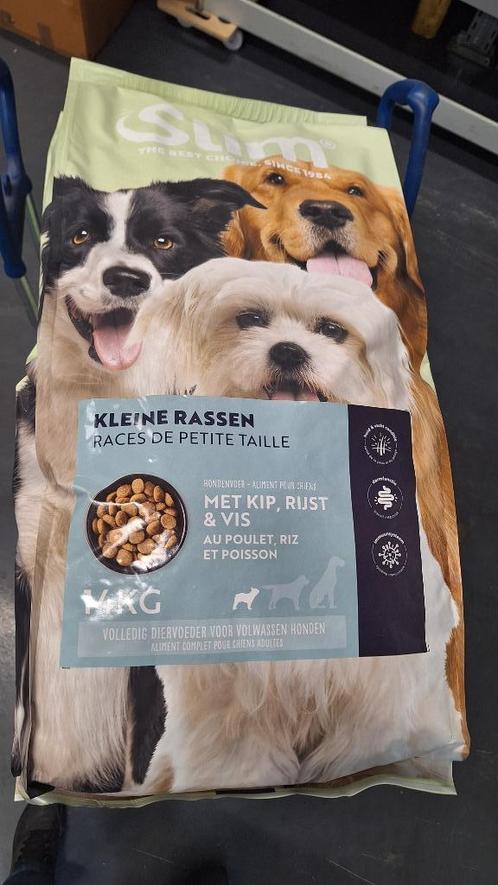 Slim®
THE BEST CHOICE SINCE 1984
KLEINE RASSEN
RACES DE PETITE TAILLE
HONDENVOER - ALIMENT POUR CHIENS
MET KIP, RIJST
& VIS
AU POULET, RIZ
ET POISSON
KG
VOLLEDIG DIERVOEDER VOOR VOLWASSEN HONDEN
ALIMENT COMPLET POUR CHIENS ADULTES